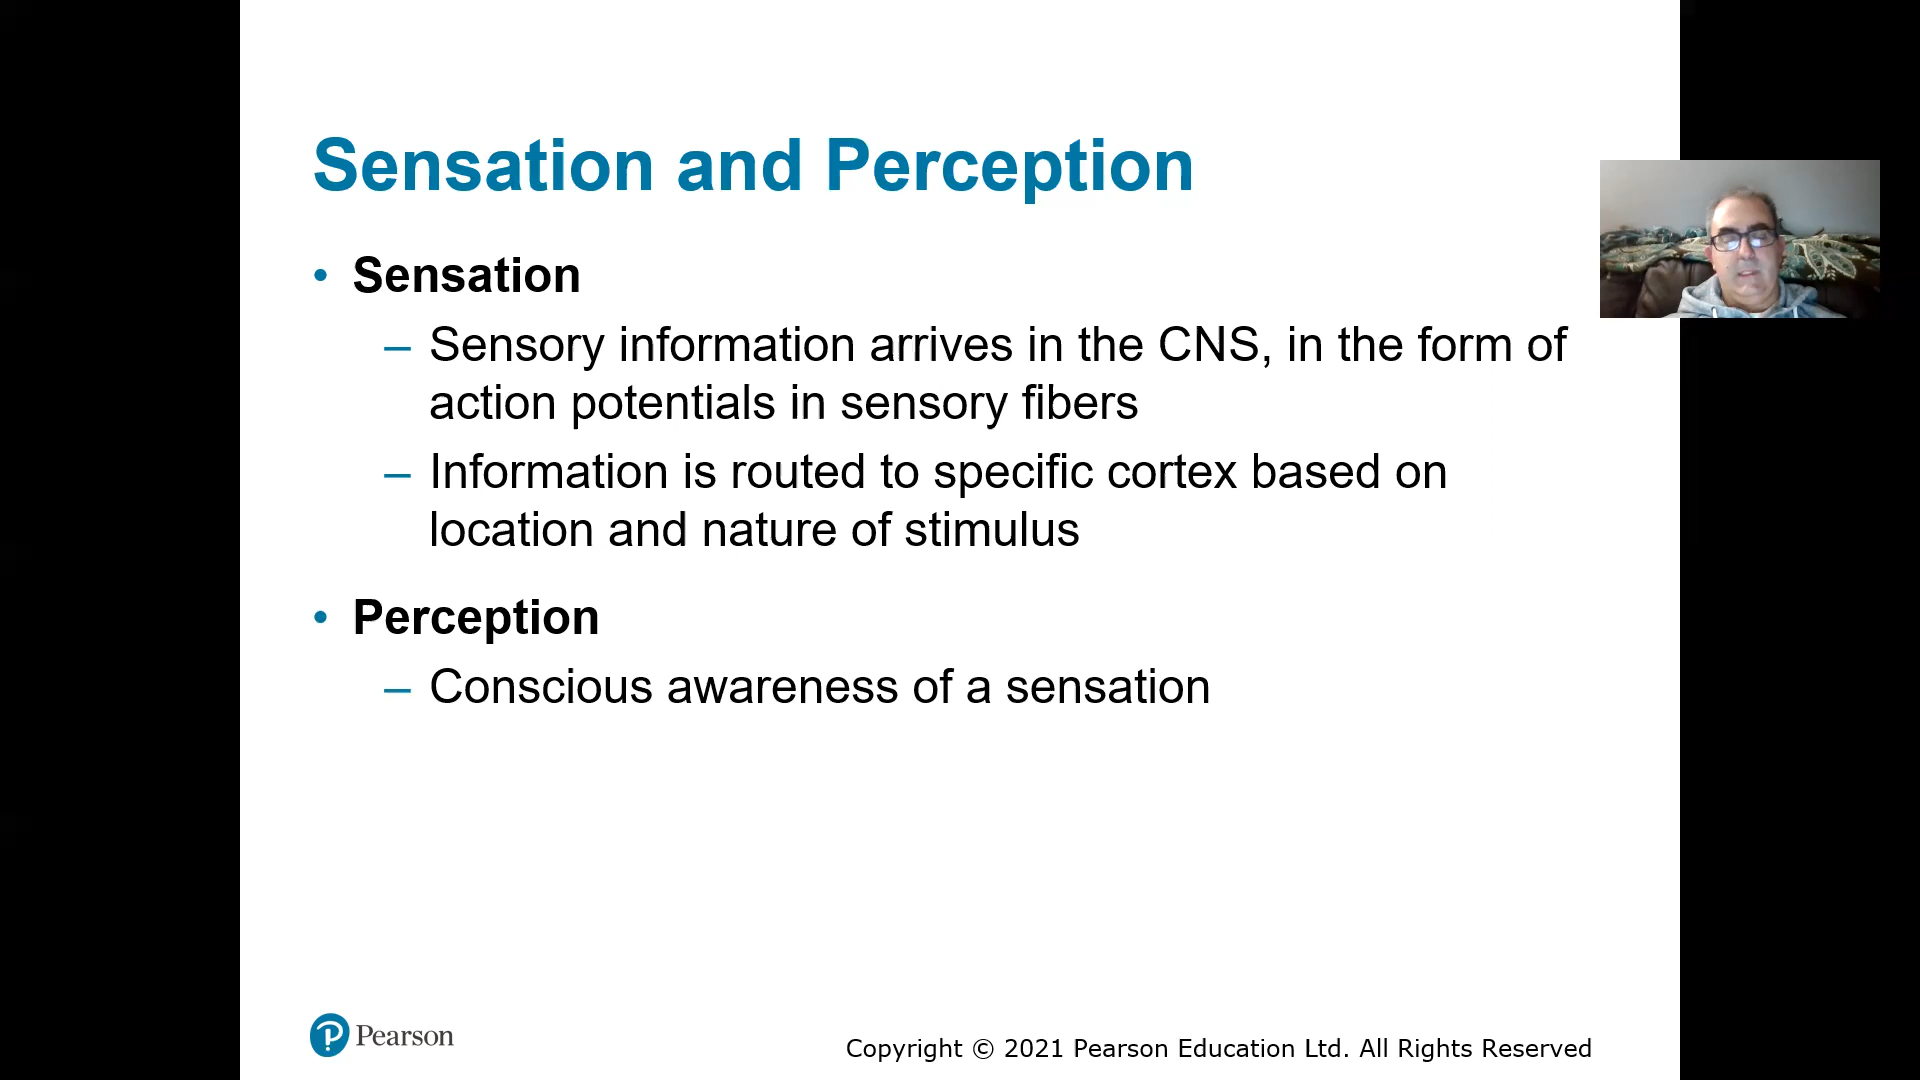 Sensation and Perception
• Sensation
– Sensory information arrives in the CNS, in the form of
action potentials in sensory fibers
– Information is routed to specific cortex based on
location and nature of stimulus
• Perception
– Conscious awareness of a sensation
Pearson
Copyright © 2021 Pearson Education Ltd. All Rights Reserved